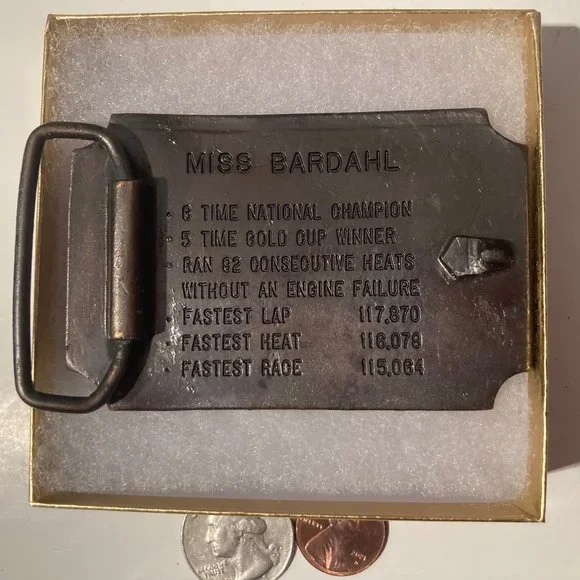 MISS BARDAHL
• 6 TIME NATIONAL CHAMPION
• 5 TIME GOLD CUP WINNER
• RAN 62 CONSECUTIVE HEATS
WITHOUT AN ENGINE FAILURE
• FASTEST LAP 117.870
• FASTEST HEAT 116.079
• FASTEST RACE 115.064